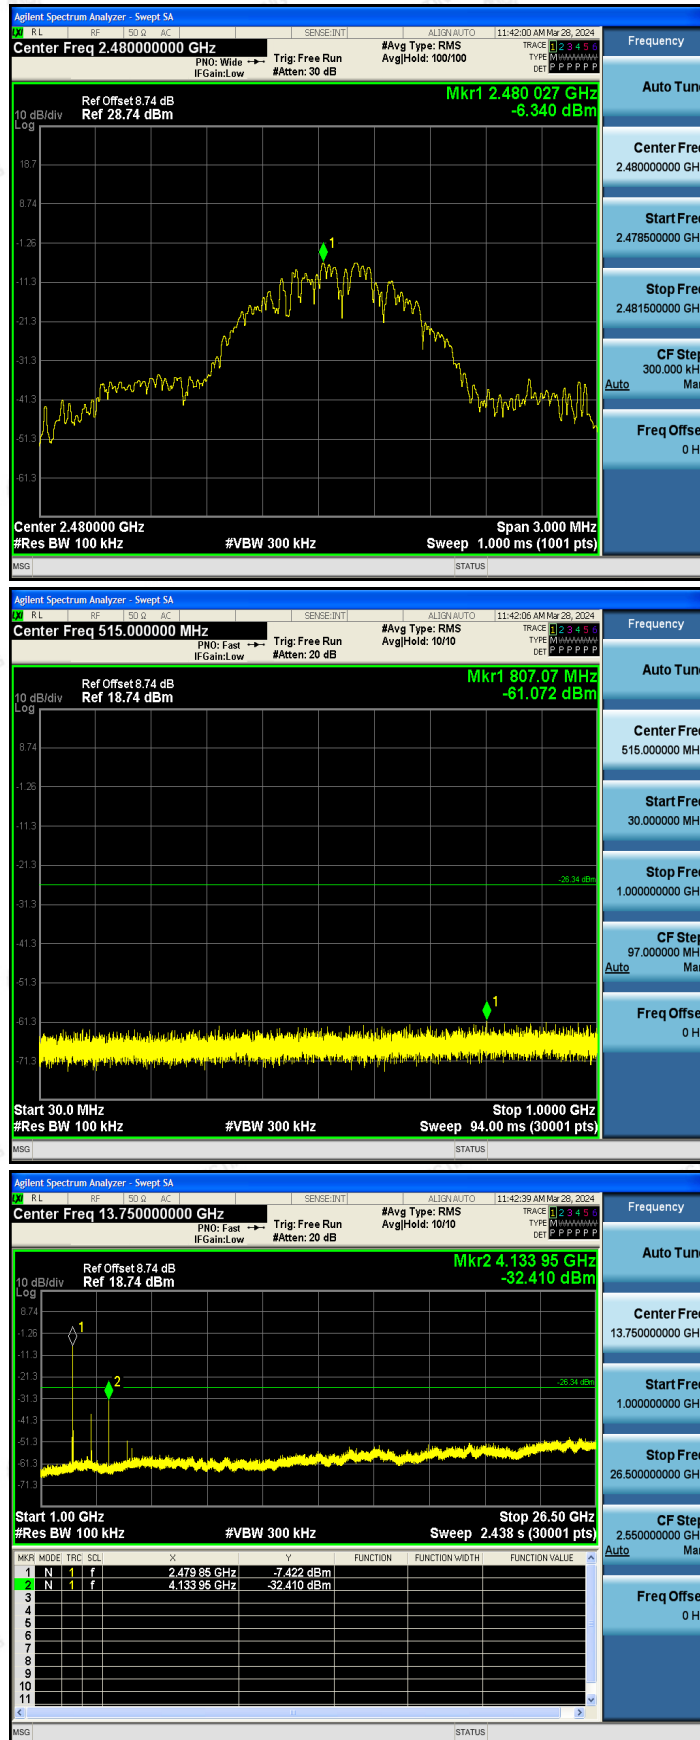 Agilent Spectrum Analyzer - Swept SA
LXI RL RF 50 Ω AC SENSE:INT ALIGNAUTO 11:42:00 AM Mar 28, 2024
Center Freq 2.480000000 GHz #Avg Type: RMS TRACE 1 2 3 4 5 6
PNO: Wide Trig: Free Run Avg|Hold: 100/100 TYPE M
IFGain:Low #Atten: 30 dB DET P P P P P P
Mkr1 2.480 027 GHz
-6.340 dBm
Ref Offset 8.74 dB
10 dB/div Ref 28.74 dBm
Log
18.7
8.74
-1.26
-11.3
-21.3
-31.3
-41.3
-51.3
-61.3
1
Center 2.480000 GHz Span 3.000 MHz
#Res BW 100 kHz #VBW 300 kHz Sweep 1.000 ms (1001 pts)
MSG STATUS
Frequency
Auto Tun
Center Fre
2.480000000 GH
Start Fre
2.478500000 GH
Stop Fre
2.481500000 GH
CF Ste
300.000 kH
Auto Ma
Freq Offse
0 H
Agilent Spectrum Analyzer - Swept SA
LXI RL RF 50 Ω AC SENSE:INT ALIGNAUTO 11:42:06 AM Mar 28, 2024
Center Freq 515.000000 MHz #Avg Type: RMS TRACE 1 2 3 4 5 6
PNO: Fast Trig: Free Run Avg|Hold: 10/10 TYPE M
IFGain:Low #Atten: 20 dB DET P P P P P P
Mkr1 807.07 MHz
-61.072 dBm
Ref Offset 8.74 dB
10 dB/div Ref 18.74 dBm
Log
8.74
-1.26
-11.3
-21.3
-31.3
-41.3
-51.3
-61.3
-71.3
-26.34 dBm
1
Start 30.0 MHz Stop 1.0000 GHz
#Res BW 100 kHz #VBW 300 kHz Sweep 94.00 ms (30001 pts)
MSG STATUS
Frequency
Auto Tun
Center Fre
515.000000 MH
Start Fre
30.000000 MH
Stop Fre
1.000000000 GH
CF Ste
97.000000 MH
Auto Ma
Freq Offse
0 H
Agilent Spectrum Analyzer - Swept SA
LXI RL RF 50 Ω AC SENSE:INT ALIGNAUTO 11:42:39 AM Mar 28, 2024
Center Freq 13.750000000 GHz #Avg Type: RMS TRACE 1 2 3 4 5 6
PNO: Fast Trig: Free Run Avg|Hold: 10/10 TYPE M
IFGain:Low #Atten: 20 dB DET P P P P P P
Mkr2 4.133 95 GHz
-32.410 dBm
Ref Offset 8.74 dB
10 dB/div Ref 18.74 dBm
Log
8.74
-1.26
-11.3
-21.3
-31.3
-41.3
-51.3
-61.3
-71.3
-26.34 dBm
1
2
Start 1.00 GHz Stop 26.50 GHz
#Res BW 100 kHz #VBW 300 kHz Sweep 2.438 s (30001 pts)
MKR MODE TRC SCL X Y FUNCTION FUNCTION WIDTH FUNCTION VALUE
1 N 1 f 2.479 85 GHz -7.422 dBm
2 N 1 f 4.133 95 GHz -32.410 dBm
3
4
5
6
7
8
9
10
11
MSG STATUS
Frequency
Auto Tun
Center Fre
13.750000000 GH
Start Fre
1.000000000 GH
Stop Fre
26.500000000 GH
CF Ste
2.550000000 GH
Auto Ma
Freq Offse
0 H